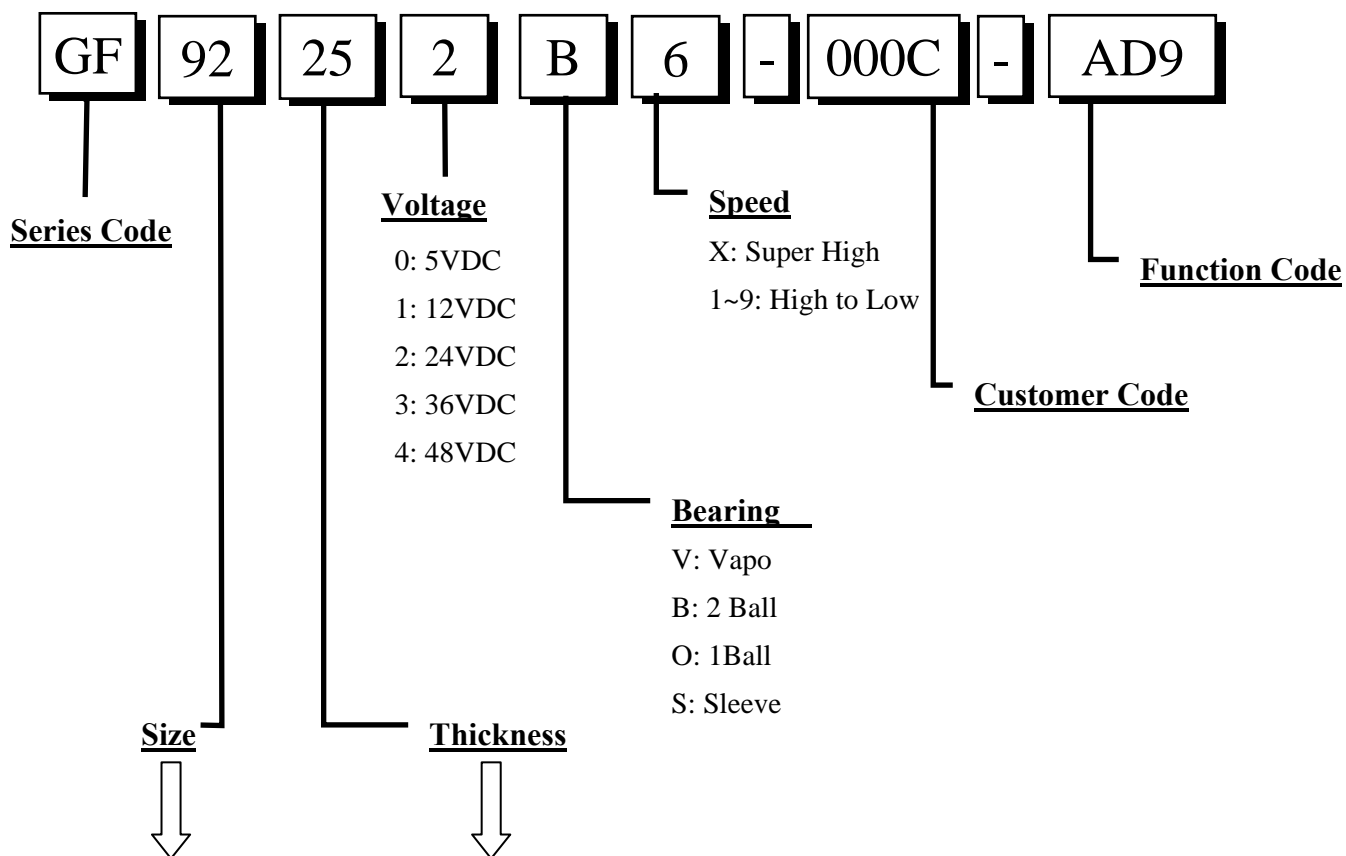 GF 92 25 2 B 6 - 000C - AD9
Series Code
Voltage
0: 5VDC
1: 12VDC
2: 24VDC
3: 36VDC
4: 48VDC
Speed
X: Super High
1~9: High to Low
Function Code
Customer Code
Bearing
V: Vapo
B: 2 Ball
O: 1Ball
S: Sleeve
Size
Thickness